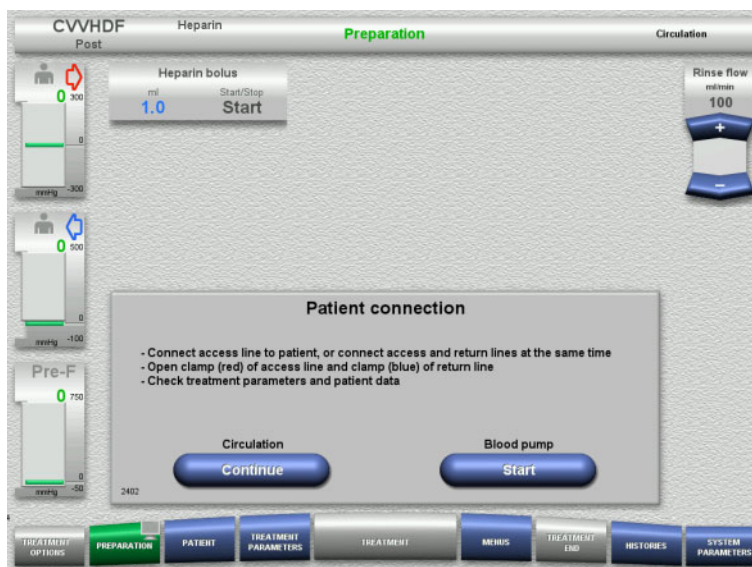 CVVHDF
Post
Heparin
Preparation
Circulation
0 300
0
mmHg -300
Heparin bolus
ml Start/Stop
1.0 Start
Rinse flow
ml/min
100
+
−
0 500
0
mmHg -100
Pre-F
0 750
0
mmHg -50
Patient connection
- Connect access line to patient, or connect access and return lines at the same time
- Open clamp (red) of access line and clamp (blue) of return line
- Check treatment parameters and patient data
Circulation Blood pump
Continue Start
2402
TREATMENT OPTIONS
PREPARATION
PATIENT
TREATMENT PARAMETERS
TREATMENT
MENUS
TREATMENT END
HISTORIES
SYSTEM PARAMETERS